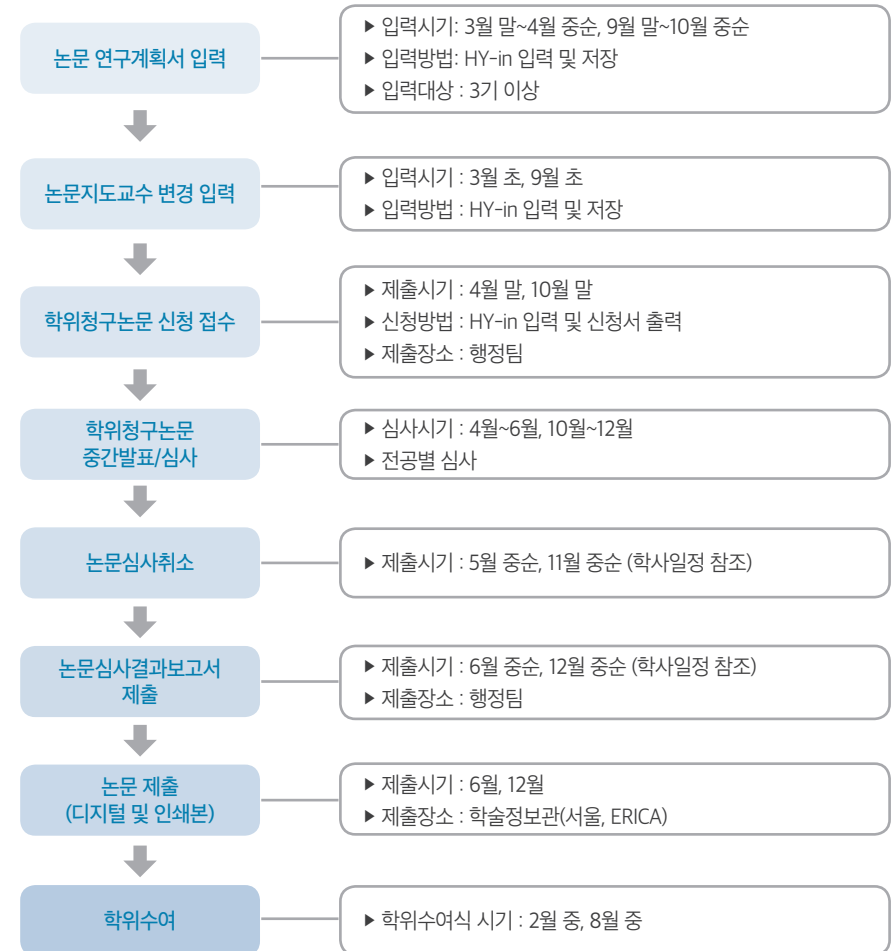 논문 연구계획서 입력
▶ 입력시기: 3월 말~4월 중순, 9월 말~10월 중순
▶ 입력방법: HY-in 입력 및 저장
▶ 입력대상 : 3기 이상
논문지도교수 변경 입력
▶ 입력시기 : 3월 초, 9월 초
▶ 입력방법 : HY-in 입력 및 저장
학위청구논문 신청 접수
▶ 제출시기 : 4월 말, 10월 말
▶ 신청방법 : HY-in 입력 및 신청서 출력
▶ 제출장소 : 행정팀
학위청구논문
중간발표/심사
▶ 심사시기 : 4월~6월, 10월~12월
▶ 전공별 심사
논문심사취소
▶ 제출시기 : 5월 중순, 11월 중순 (학사일정 참조)
논문심사결과보고서
제출
▶ 제출시기 : 6월 중순, 12월 중순 (학사일정 참조)
▶ 제출장소 : 행정팀
논문 제출
(디지털 및 인쇄본)
▶ 제출시기 : 6월, 12월
▶ 제출장소 : 학술정보관(서울, ERICA)
학위수여
▶ 학위수여식 시기 : 2월 중, 8월 중